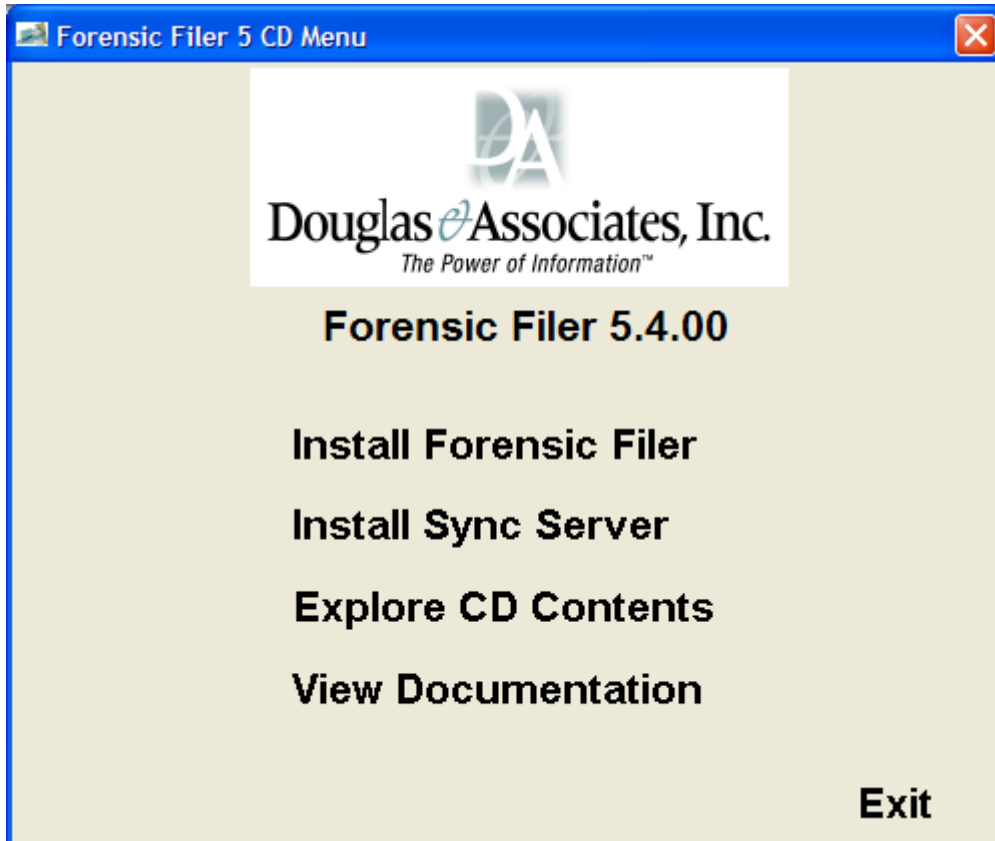 Forensic Filer 5 CD Menu
DA
Douglas & Associates, Inc.
The Power of Information™
Forensic Filer 5.4.00
Install Forensic Filer
Install Sync Server
Explore CD Contents
View Documentation
Exit